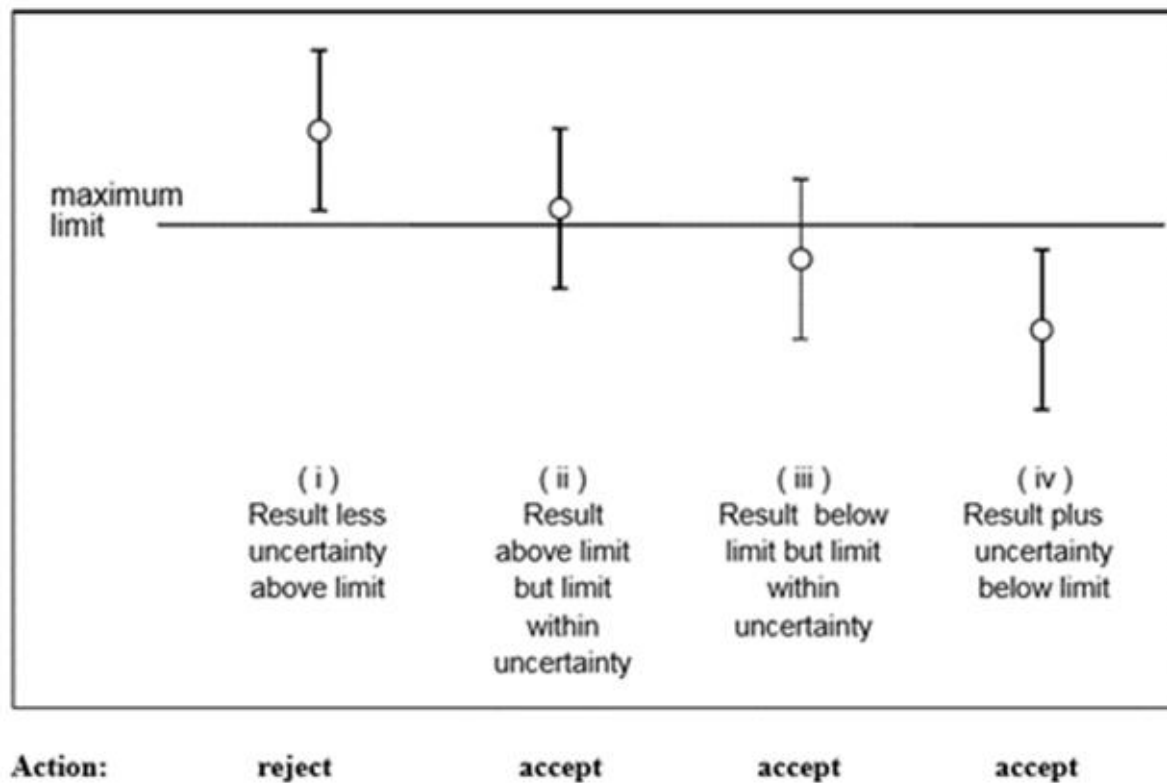 maximum
limit
( i )
Result less
uncertainty
above limit
( ii )
Result
above limit
but limit
within
uncertainty
( iii )
Result below
limit but limit
within
uncertainty
( iv )
Result plus
uncertainty
below limit
Action: reject accept accept accept